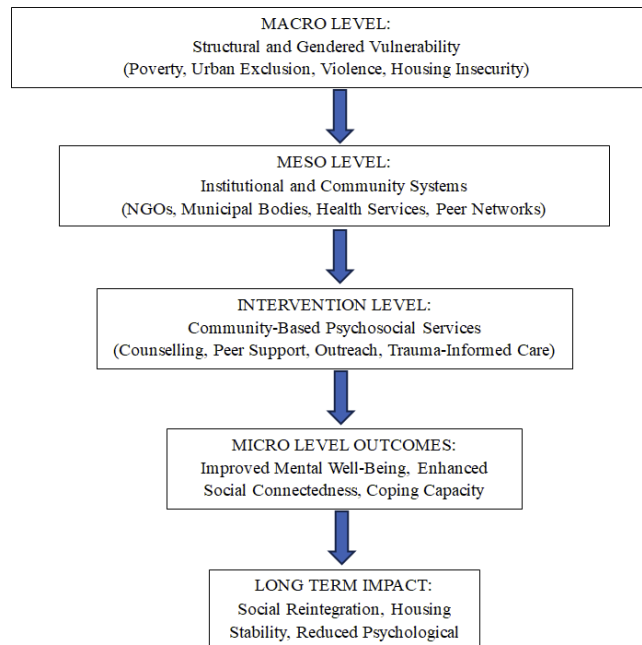 MACRO LEVEL:
Structural and Gendered Vulnerability
(Poverty, Urban Exclusion, Violence, Housing Insecurity)
MESO LEVEL:
Institutional and Community Systems
(NGOs, Municipal Bodies, Health Services, Peer Networks)
INTERVENTION LEVEL:
Community-Based Psychosocial Services
(Counselling, Peer Support, Outreach, Trauma-Informed Care)
MICRO LEVEL OUTCOMES:
Improved Mental Well-Being, Enhanced
Social Connectedness, Coping Capacity
LONG TERM IMPACT:
Social Reintegration, Housing
Stability, Reduced Psychological